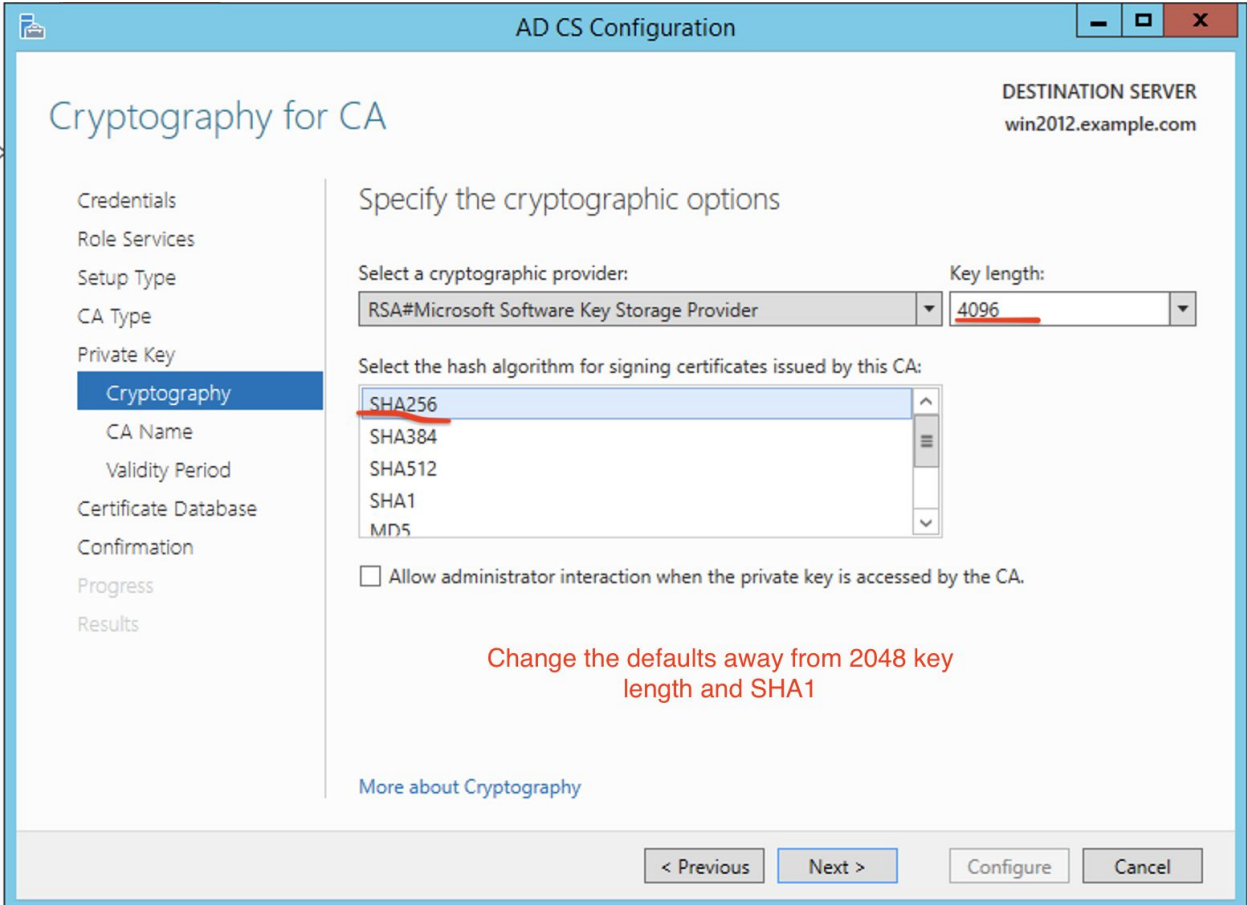 AD CS Configuration
Cryptography for CA
DESTINATION SERVER
win2012.example.com
Credentials
Role Services
Setup Type
CA Type
Private Key
Cryptography
CA Name
Validity Period
Certificate Database
Confirmation
Progress
Results
Specify the cryptographic options
Select a cryptographic provider:
Key length:
RSA#Microsoft Software Key Storage Provider
4096
Select the hash algorithm for signing certificates issued by this CA:
SHA256
SHA384
SHA512
SHA1
MD5
Allow administrator interaction when the private key is accessed by the CA.
Change the defaults away from 2048 key
length and SHA1
More about Cryptography
< Previous
Next >
Configure
Cancel